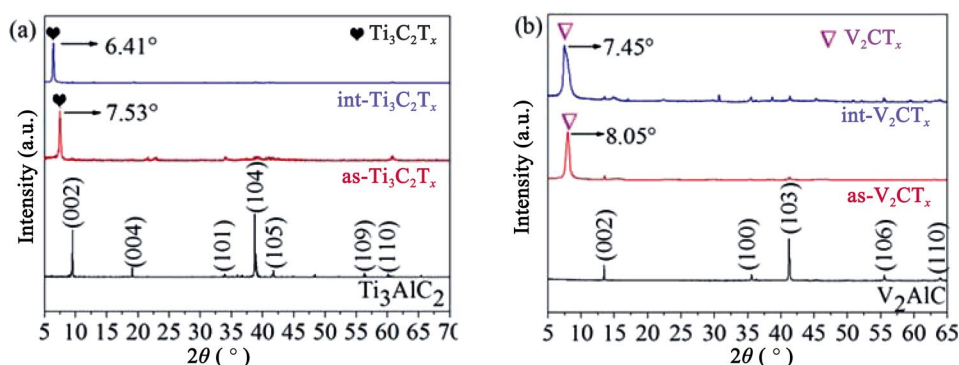 (a)
♥ Ti₃C₂Tₓ
6.41°
int-Ti₃C₂Tₓ
7.53°
as-Ti₃C₂Tₓ
(002)
(004)
(101)
(104)
(105)
(109)
(110)
Ti₃AlC₂
Intensity (a.u.)
5 10 15 20 25 30 35 40 45 50 55 60 65 70
2θ ( ° )
(b)
▽ V₂CTₓ
7.45°
int-V₂CTₓ
8.05°
as-V₂CTₓ
(002)
(100)
(103)
(106)
(110)
V₂AlC
Intensity (a.u.)
5 10 15 20 25 30 35 40 45 50 55 60 65
2θ ( ° )